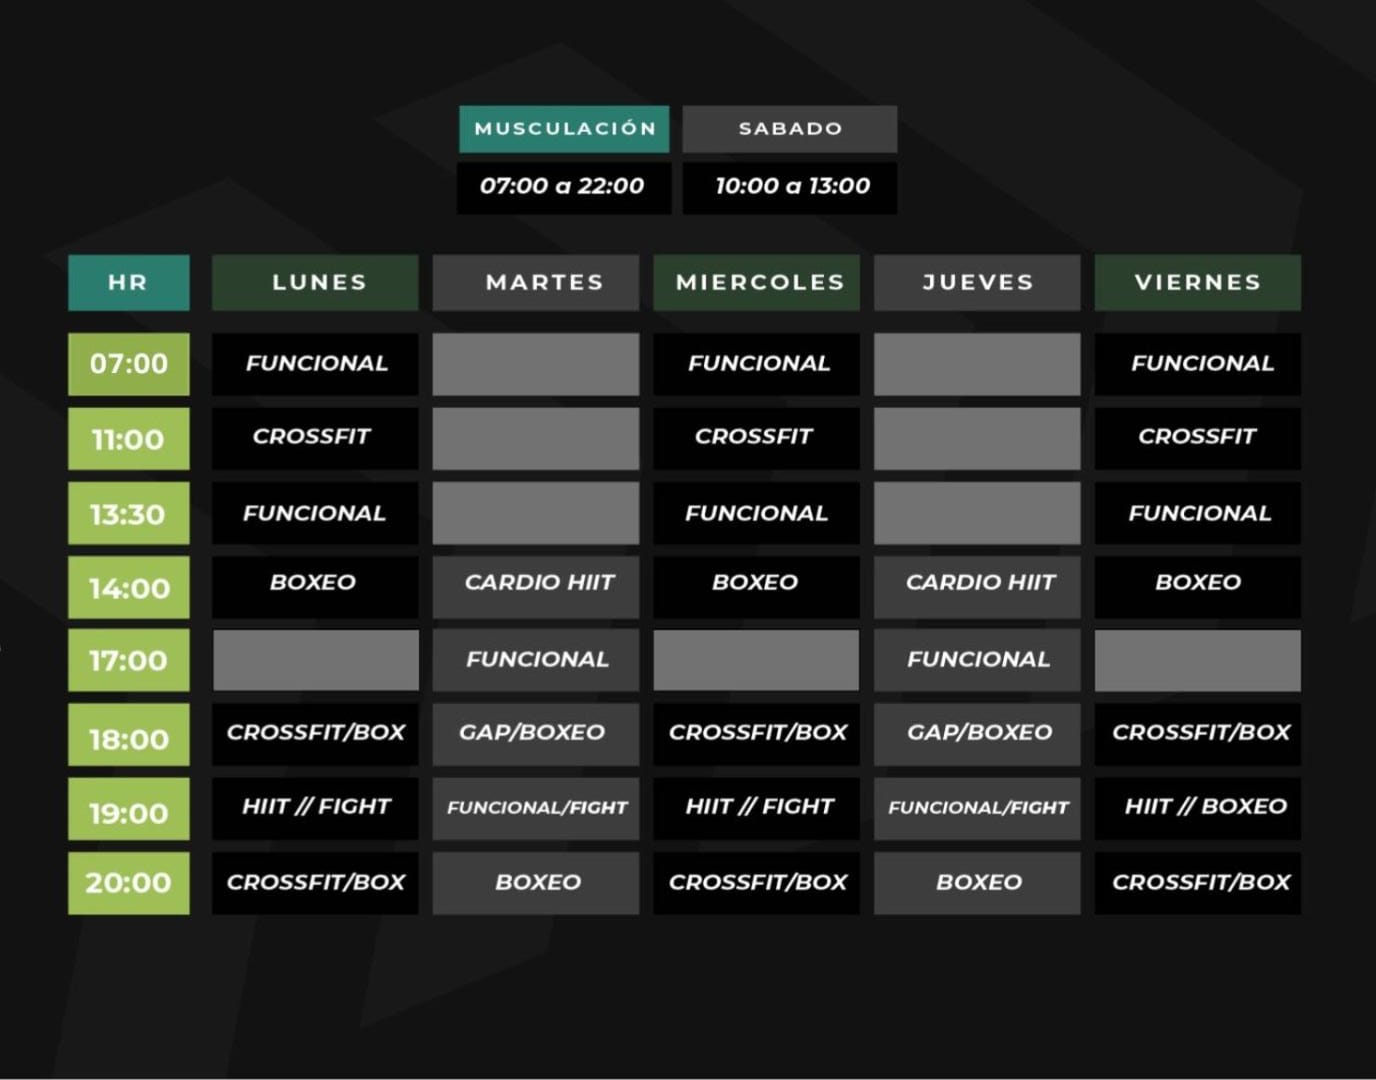 MUSCULACIÓN SABADO
07:00 a 22:00 10:00 a 13:00
HR LUNES MARTES MIERCOLES JUEVES VIERNES
07:00 FUNCIONAL FUNCIONAL FUNCIONAL
11:00 CROSSFIT CROSSFIT CROSSFIT
13:30 FUNCIONAL FUNCIONAL FUNCIONAL
14:00 BOXEO CARDIO HIIT BOXEO CARDIO HIIT BOXEO
17:00 FUNCIONAL FUNCIONAL
18:00 CROSSFIT/BOX GAP/BOXEO CROSSFIT/BOX GAP/BOXEO CROSSFIT/BOX
19:00 HIIT // FIGHT FUNCIONAL/FIGHT HIIT // FIGHT FUNCIONAL/FIGHT HIIT // BOXEO
20:00 CROSSFIT/BOX BOXEO CROSSFIT/BOX BOXEO CROSSFIT/BOX